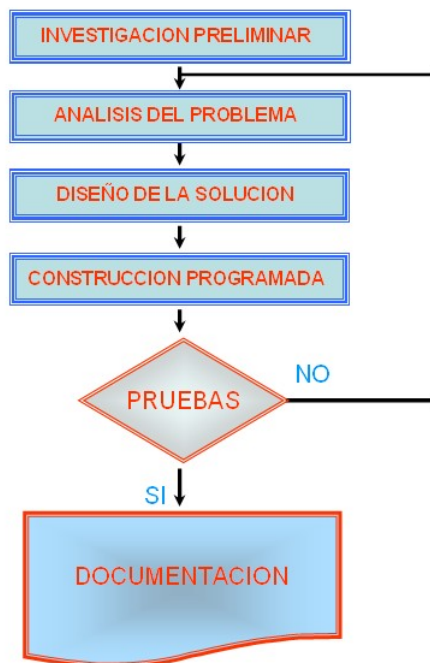 INVESTIGACION PRELIMINAR
ANALISIS DEL PROBLEMA
DISEÑO DE LA SOLUCION
CONSTRUCCION PROGRAMADA
PRUEBAS
NO
SI
DOCUMENTACION